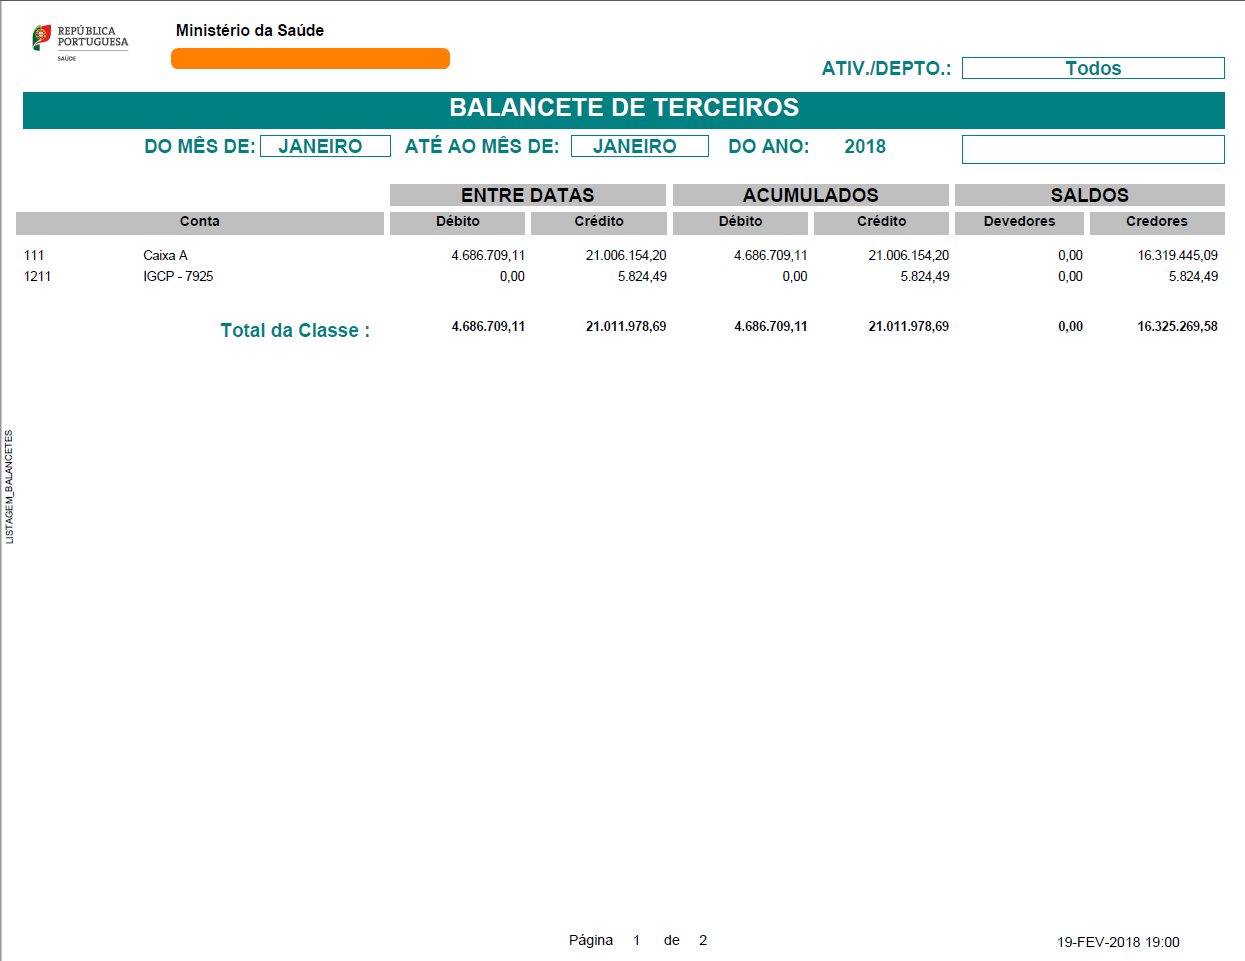 REPÚBLICA
PORTUGUESA
SAÚDE
Ministério da Saúde
ATIV./DEPTO.: Todos
BALANCETE DE TERCEIROS
DO MÊS DE: JANEIRO ATÉ AO MÊS DE: JANEIRO DO ANO: 2018
ENTRE DATAS ACUMULADOS SALDOS
Conta Débito Crédito Débito Crédito Devedores Credores
111 Caixa A 4.686.709,11 21.006.154,20 4.686.709,11 21.006.154,20 0,00 16.319.445,09
1211 IGCP - 7925 0,00 5.824,49 0,00 5.824,49 0,00 5.824,49
Total da Classe : 4.686.709,11 21.011.978,69 4.686.709,11 21.011.978,69 0,00 16.325.269,58
LISTAGEM_BALANCETES
Página 1 de 2
19-FEV-2018 19:00